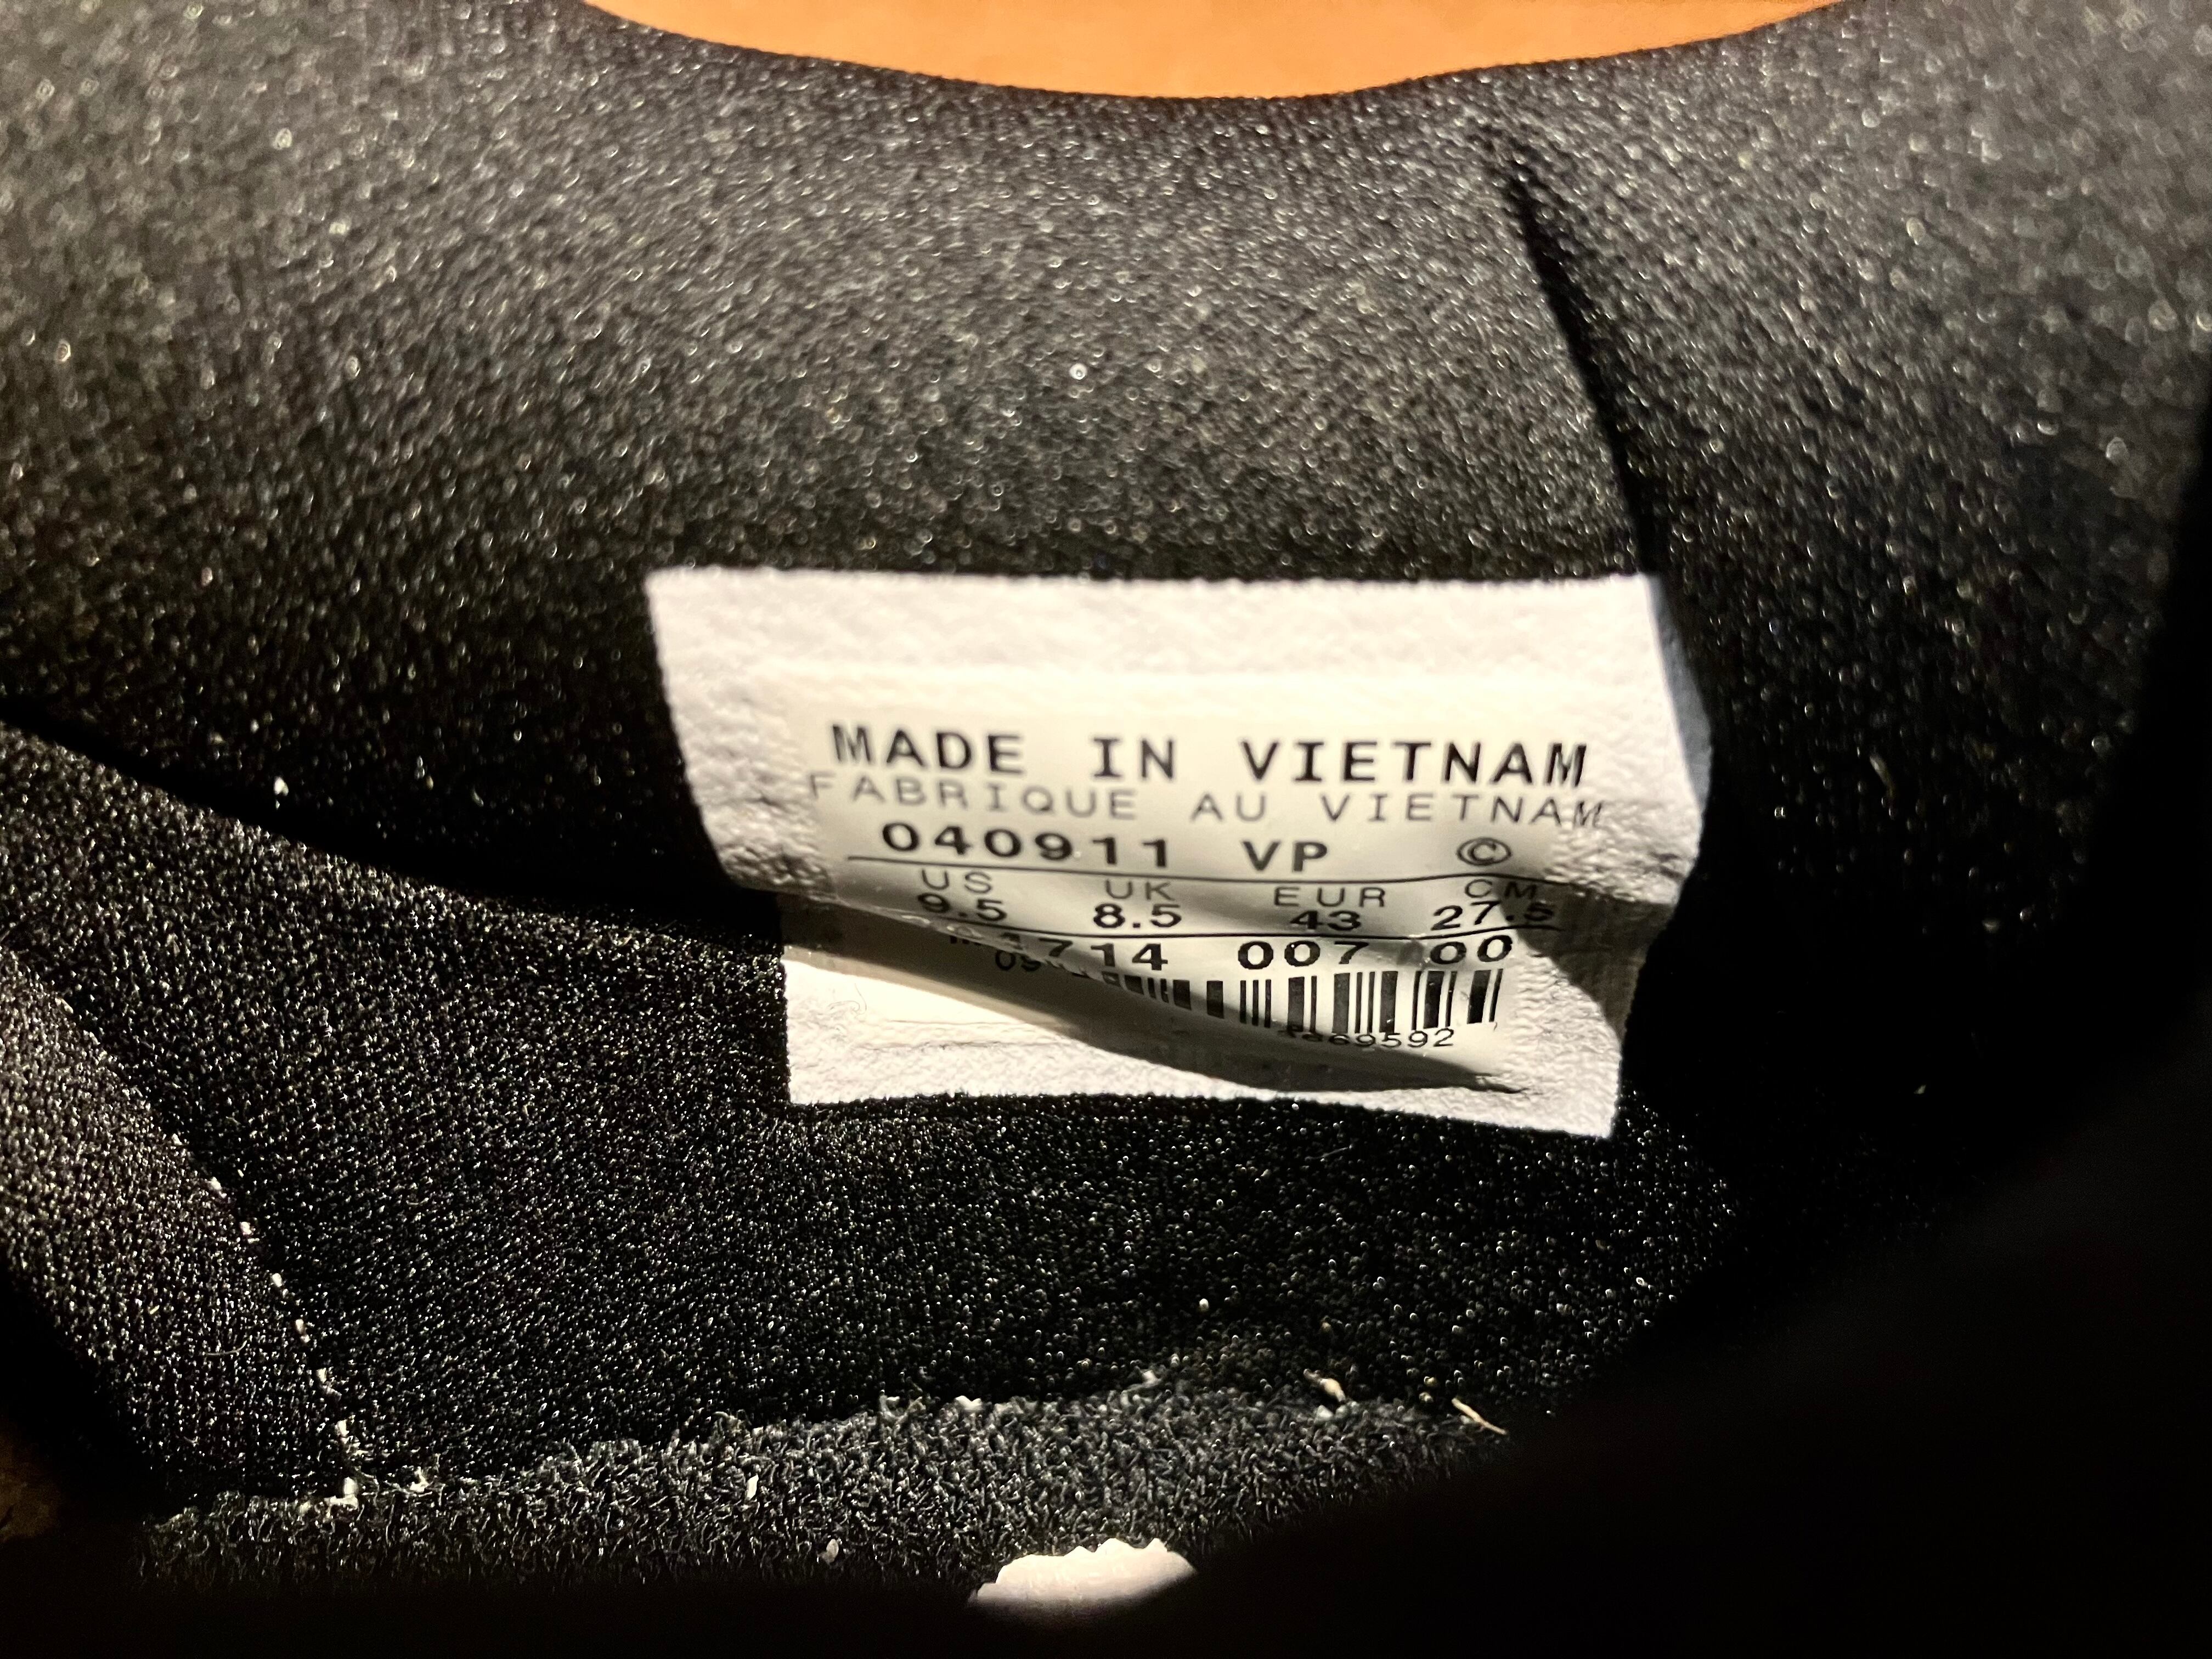 MADE IN VIETNAM
FABRIQUE AU VIETNAM
040911 VP ©
US UK EUR CM
9.5 8.5 43 27.5
007 00